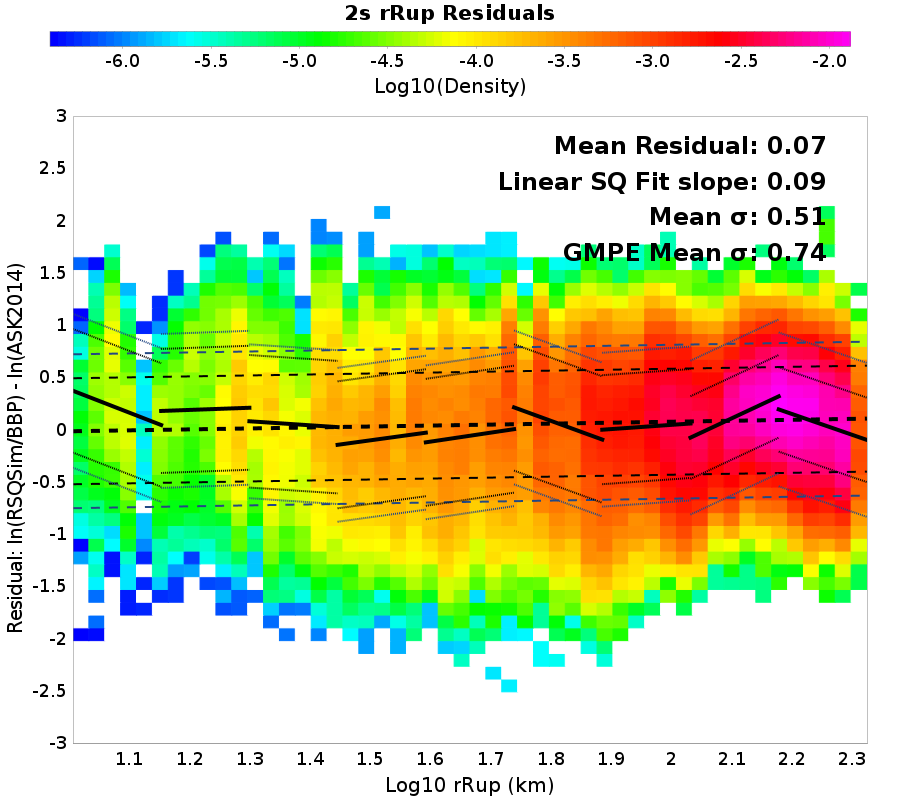 2s rRup Residuals
-6.0 -5.5 -5.0 -4.5 -4.0 -3.5 -3.0 -2.5 -2.0
Log10(Density)
Mean Residual: 0.07
Linear SQ Fit slope: 0.09
Mean σ: 0.51
GMPE Mean σ: 0.74
Residual: ln(RSQSim/BBP) - ln(ASK2014)
3
2.5
2
1.5
1
0.5
0
-0.5
-1
-1.5
-2
-2.5
-3
1.1 1.2 1.3 1.4 1.5 1.6 1.7 1.8 1.9 2 2.1 2.2 2.3
Log10 rRup (km)